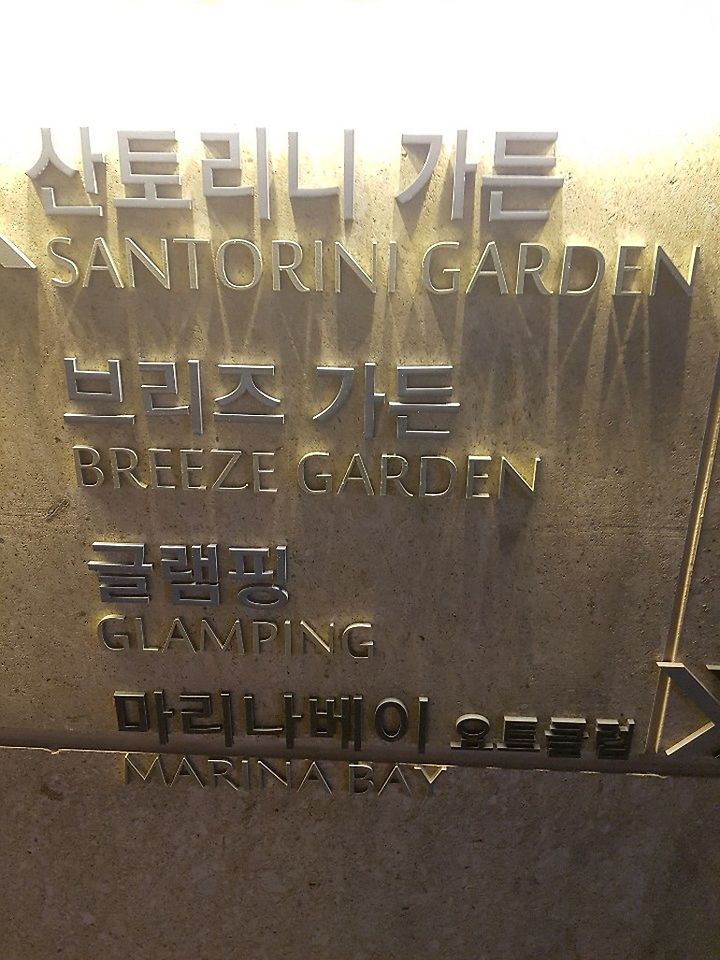 산토리니 가든
SANTORINI GARDEN
브리즈 가든
BREEZE GARDEN
글램핑
GLAMPING
마리나베이 요트클럽
MARINA BAY